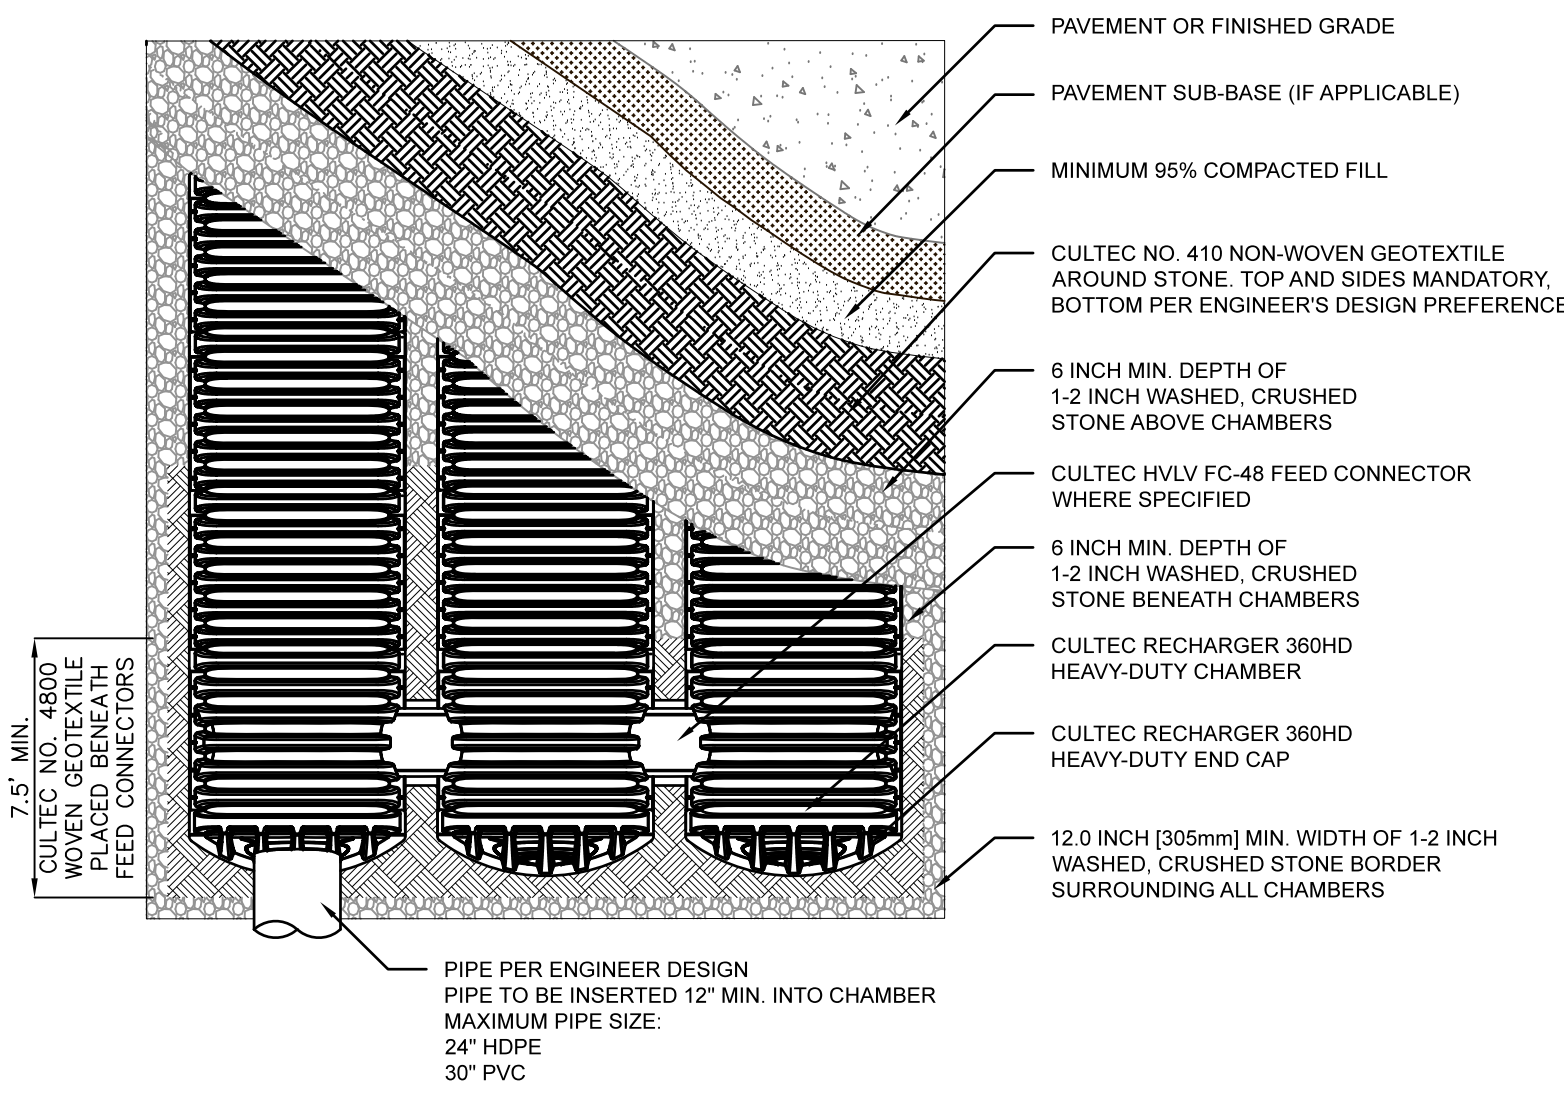 PAVEMENT OR FINISHED GRADE
PAVEMENT SUB-BASE (IF APPLICABLE)
MINIMUM 95% COMPACTED FILL
CULTEC NO. 410 NON-WOVEN GEOTEXTILE
AROUND STONE. TOP AND SIDES MANDATORY,
BOTTOM PER ENGINEER'S DESIGN PREFERENCE
6 INCH MIN. DEPTH OF
1-2 INCH WASHED, CRUSHED
STONE ABOVE CHAMBERS
CULTEC HVLV FC-48 FEED CONNECTOR
WHERE SPECIFIED
6 INCH MIN. DEPTH OF
1-2 INCH WASHED, CRUSHED
STONE BENEATH CHAMBERS
CULTEC RECHARGER 360HD
HEAVY-DUTY CHAMBER
CULTEC RECHARGER 360HD
HEAVY-DUTY END CAP
12.0 INCH [305mm] MIN. WIDTH OF 1-2 INCH
WASHED, CRUSHED STONE BORDER
SURROUNDING ALL CHAMBERS
7.5' MIN.
CULTEC NO. 4800
WOVEN GEOTEXTILE
PLACED BENEATH
FEED CONNECTORS
PIPE PER ENGINEER DESIGN
PIPE TO BE INSERTED 12" MIN. INTO CHAMBER
MAXIMUM PIPE SIZE:
24" HDPE
30" PVC